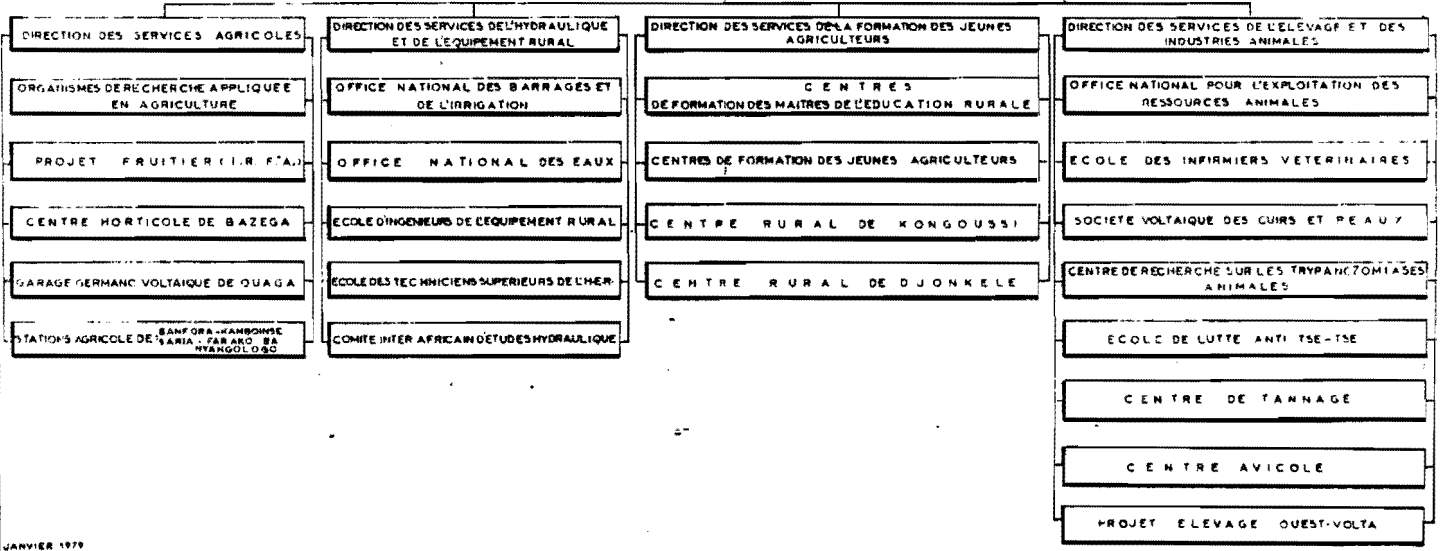 DIRECTION DES SERVICES AGRICOLES
ORGANISMES DE RECHERCHE APPLIQUEE
EN AGRICULTURE
PROJET FRUITIER (I.R.F.A.)
CENTRE HORTICOLE DE BAZEGA
GARAGE GERMANO VOLTAIQUE DE OUAGA
STATIONS AGRICOLE DE: BANFORA-KAMBOINSE
SARIA - FARAKO BA
NYANGOLOGO
DIRECTION DES SERVICES DE L'HYDRAULIQUE
ET DE L'EQUIPEMENT RURAL
OFFICE NATIONAL DES BARRAGES ET
DE L'IRRIGATION
OFFICE NATIONAL DES EAUX
ECOLE D'INGENIEURS DE L'EQUIPEMENT RURAL
ECOLE DES TECHNICIENS SUPERIEURS DE L'HER.
COMITE INTER AFRICAIN D'ETUDES HYDRAULIQUE
DIRECTION DES SERVICES DE LA FORMATION DES JEUNES
AGRICULTEURS
CENTRES
DE FORMATION DES MAITRES DE L'EDUCATION RURALE
CENTRES DE FORMATION DES JEUNES AGRICULTEURS
CENTRE RURAL DE KONGOUSSI
CENTRE RURAL DE DJONKELE
DIRECTION DES SERVICES DE L'ELEVAGE ET DES
INDUSTRIES ANIMALES
OFFICE NATIONAL POUR L'EXPLOITATION DES
RESSOURCES ANIMALES
ECOLE DES INFIRMIERS VETERINAIRES
SOCIETE VOLTAIQUE DES CUIRS ET PEAUX
CENTRE DE RECHERCHE SUR LES TRYPANOZOMIASES
ANIMALES
ECOLE DE LUTTE ANTI TSE-TSE
CENTRE DE TANNAGE
CENTRE AVICOLE
PROJET ELEVAGE OUEST-VOLTA
JANVIER 1979